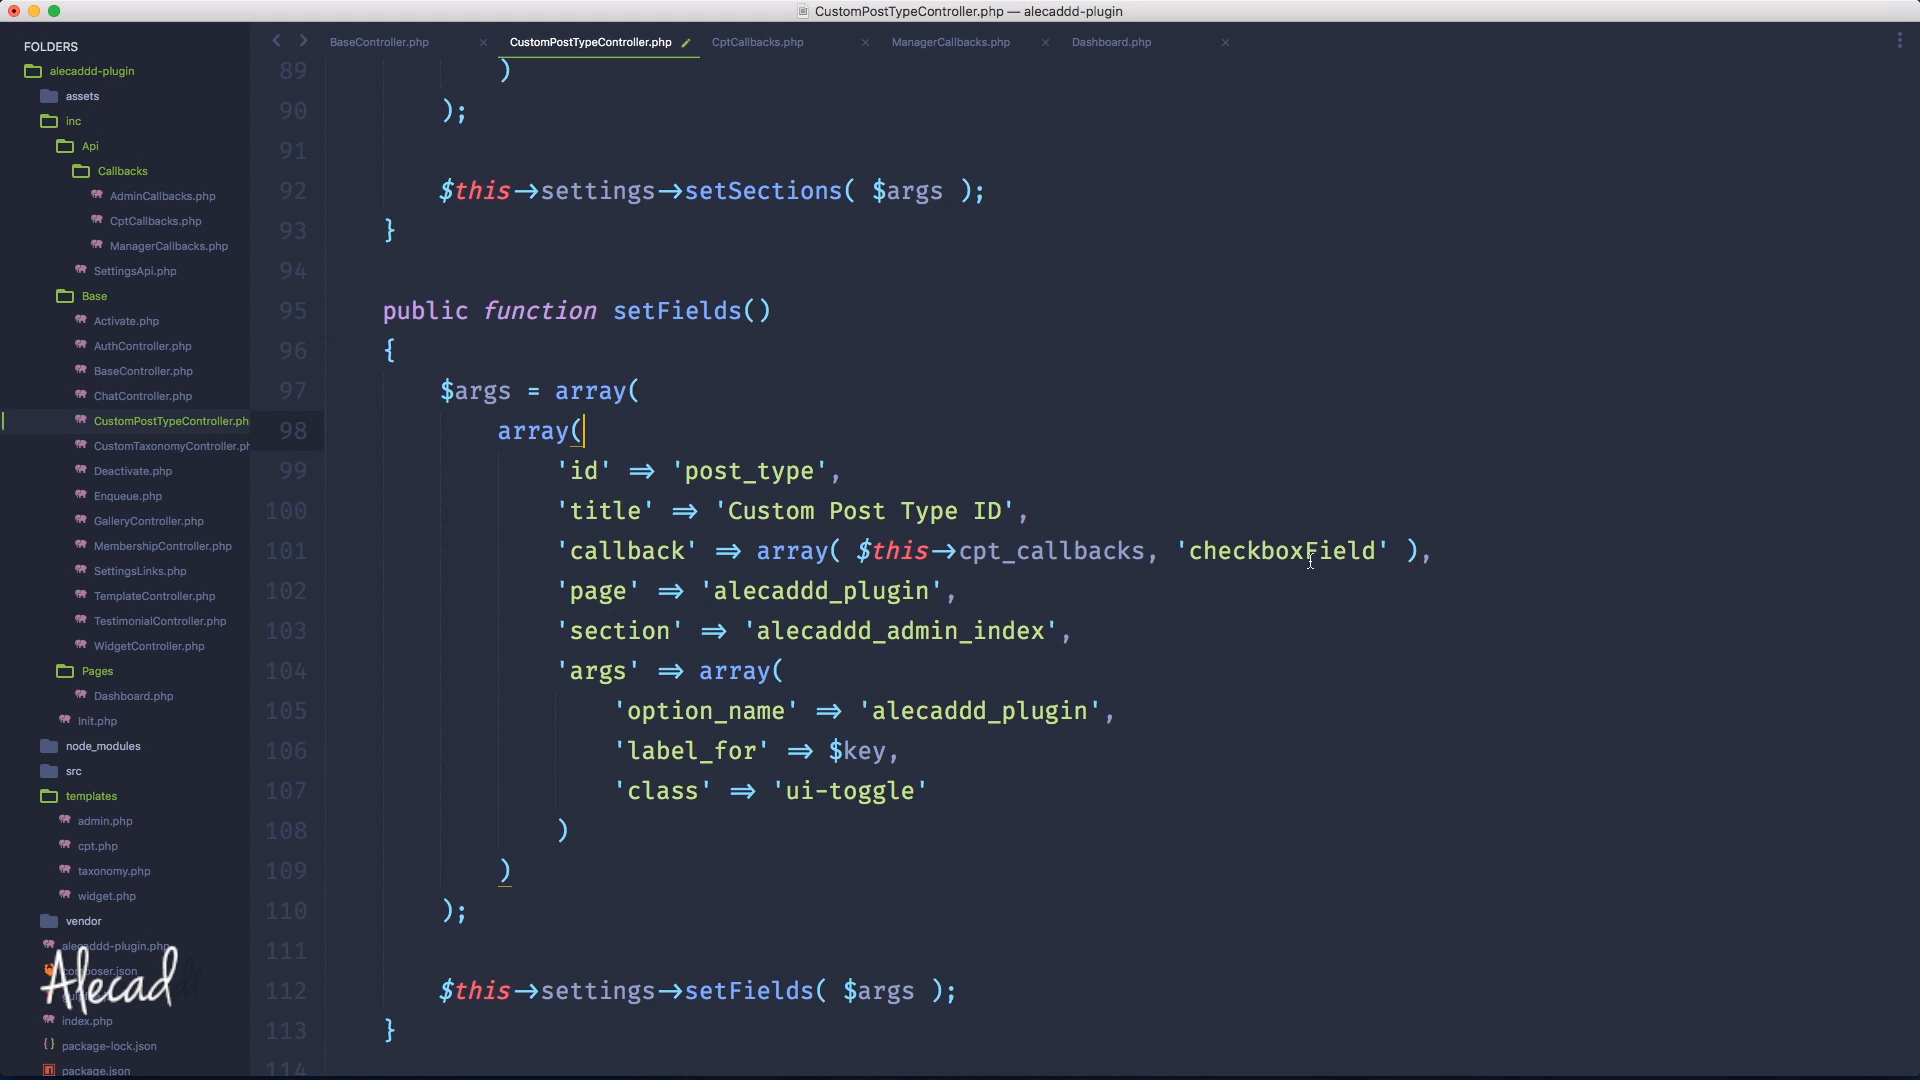 CustomPostTypeController.php — alecaddd-plugin
FOLDERS
alecaddd-plugin
assets
inc
Api
Callbacks
AdminCallbacks.php
CptCallbacks.php
ManagerCallbacks.php
SettingsApi.php
Base
Activate.php
AuthController.php
BaseController.php
ChatController.php
CustomPostTypeController.ph
CustomTaxonomyController.ph
Deactivate.php
Enqueue.php
GalleryController.php
MembershipController.php
SettingsLinks.php
TemplateController.php
TestimonialController.php
WidgetController.php
Pages
Dashboard.php
Init.php
node_modules
src
templates
admin.php
cpt.php
taxonomy.php
widget.php
vendor
alecaddd-plugin.php
composer.json
Alecad
index.php
package-lock.json
package.json
BaseController.php CustomPostTypeController.php CptCallbacks.php ManagerCallbacks.php Dashboard.php
89 )
90 );
91
92 $this->settings->setSections( $args );
93 }
94
95 public function setFields()
96 {
97 $args = array(
98 array(
99 'id' => 'post_type',
100 'title' => 'Custom Post Type ID',
101 'callback' => array( $this->cpt_callbacks, 'checkboxField' ),
102 'page' => 'alecaddd_plugin',
103 'section' => 'alecaddd_admin_index',
104 'args' => array(
105 'option_name' => 'alecaddd_plugin',
106 'label_for' => $key,
107 'class' => 'ui-toggle'
108 )
109 )
110 );
111
112 $this->settings->setFields( $args );
113 }
114